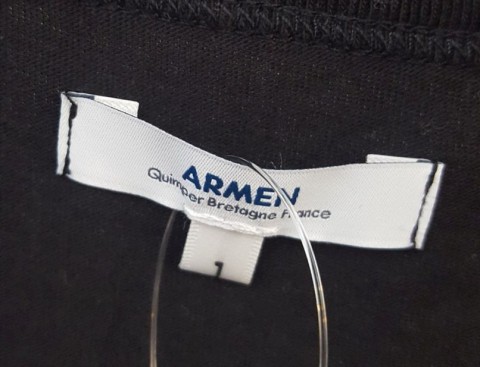 ARMEN
Quimper Bretagne France
1